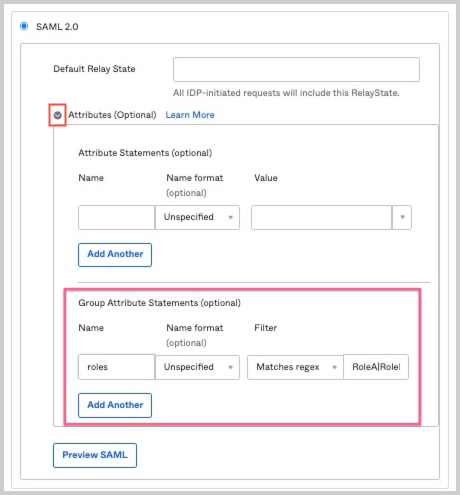 SAML 2.0
Default Relay State
All IDP-initiated requests will include this RelayState.
Attributes (Optional) Learn More
Attribute Statements (optional)
Name Name format (optional) Value
Unspecified
Add Another
Group Attribute Statements (optional)
Name Name format (optional) Filter
roles Unspecified Matches regex RoleA|Role
Add Another
Preview SAML